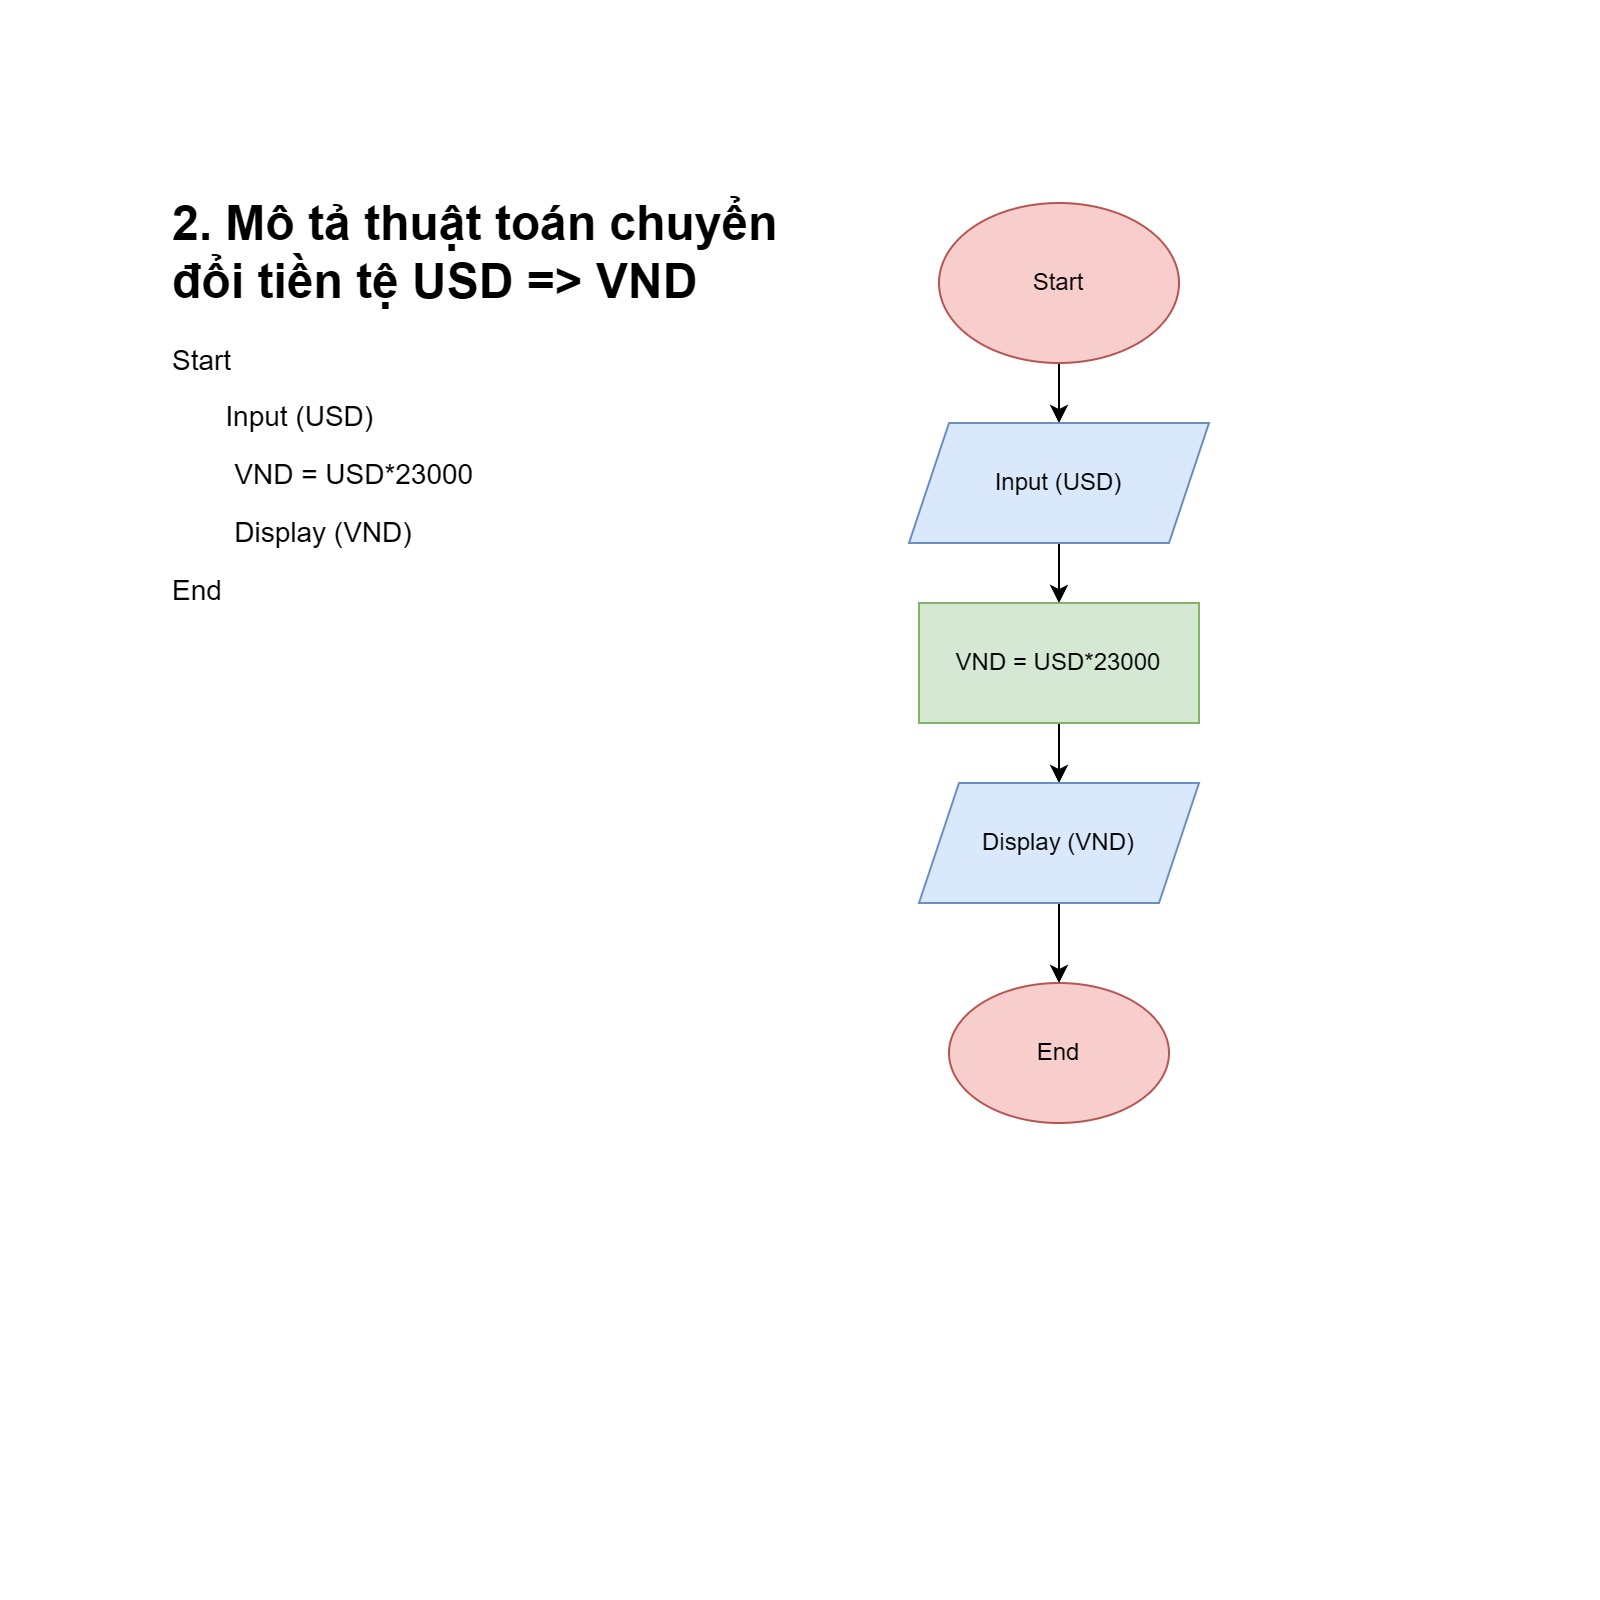 2. Mô tả thuật toán chuyển
đổi tiền tệ USD => VND
Start
Input (USD)
VND = USD*23000
Display (VND)
End
Start
Input (USD)
VND = USD*23000
Display (VND)
End